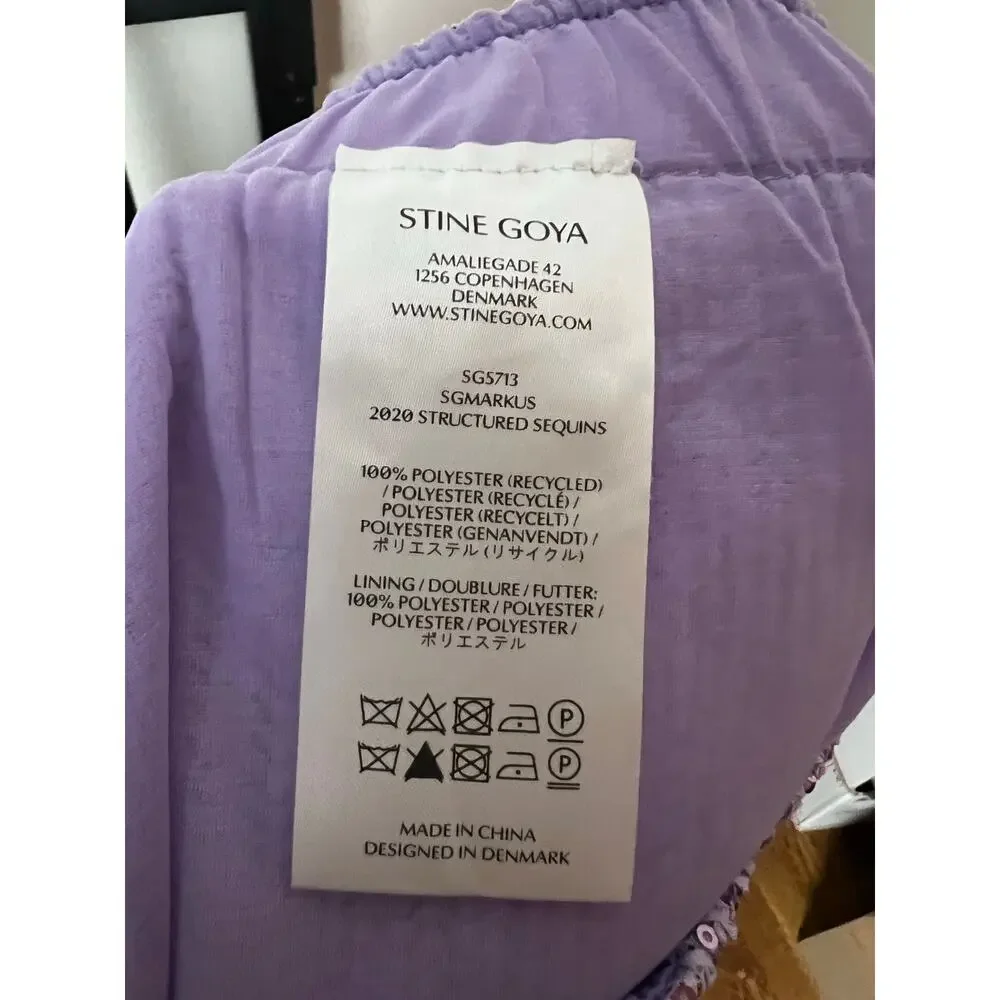 STINE GOYA
AMALIEGADE 42
1256 COPENHAGEN
DENMARK
WWW.STINEGOYA.COM
SG5713
SGMARKUS
2020 STRUCTURED SEQUINS
100% POLYESTER (RECYCLED)
/ POLYESTER (RECYCLÉ) /
POLYESTER (RECYCELT) /
POLYESTER (GENANVENDT) /
ポリエステル (リサイクル)
LINING / DOUBLURE / FUTTER:
100% POLYESTER / POLYESTER /
POLYESTER / POLYESTER /
ポリエステル
P
P
MADE IN CHINA
DESIGNED IN DENMARK